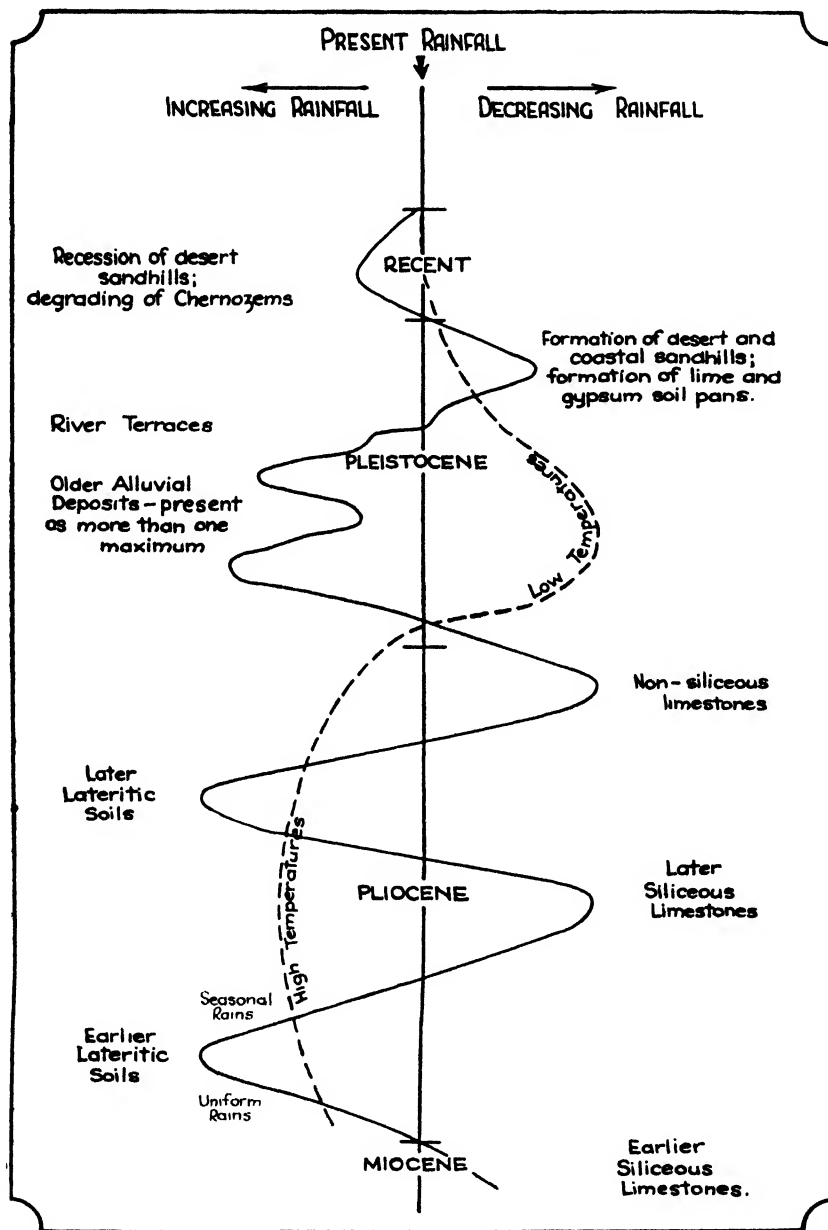 PRESENT RAINFALL
INCREASING RAINFALL
DECREASING RAINFALL
RECENT
Recession of desert
sandhills;
degrading of Chernozems
Formation of desert and
coastal sandhills;
formation of lime and
gypsum soil pans.
River Terraces
PLEISTOCENE
Older Alluvial
Deposits – present
as more than one
maximum
Low Temperatures
Non-siliceous
limestones
Later
Lateritic
Soils
High Temperatures
PLIOCENE
Later
Siliceous
Limestones
Seasonal
Rains
Earlier
Lateritic
Soils
Uniform
Rains
MIOCENE
Earlier
Siliceous
Limestones.